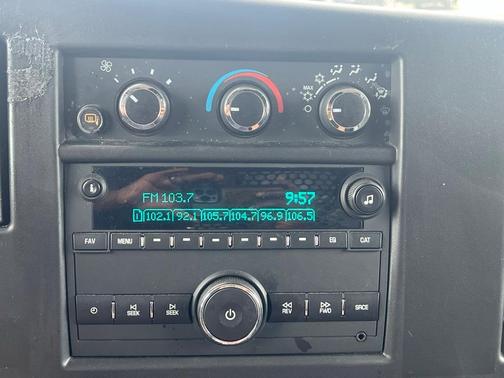 MAX
FM 103.7 9:57
1 102.1 92.1 105.7 104.7 96.9 106.5
FAV MENU EQ CAT
SEEK SEEK REV FWD SRCE